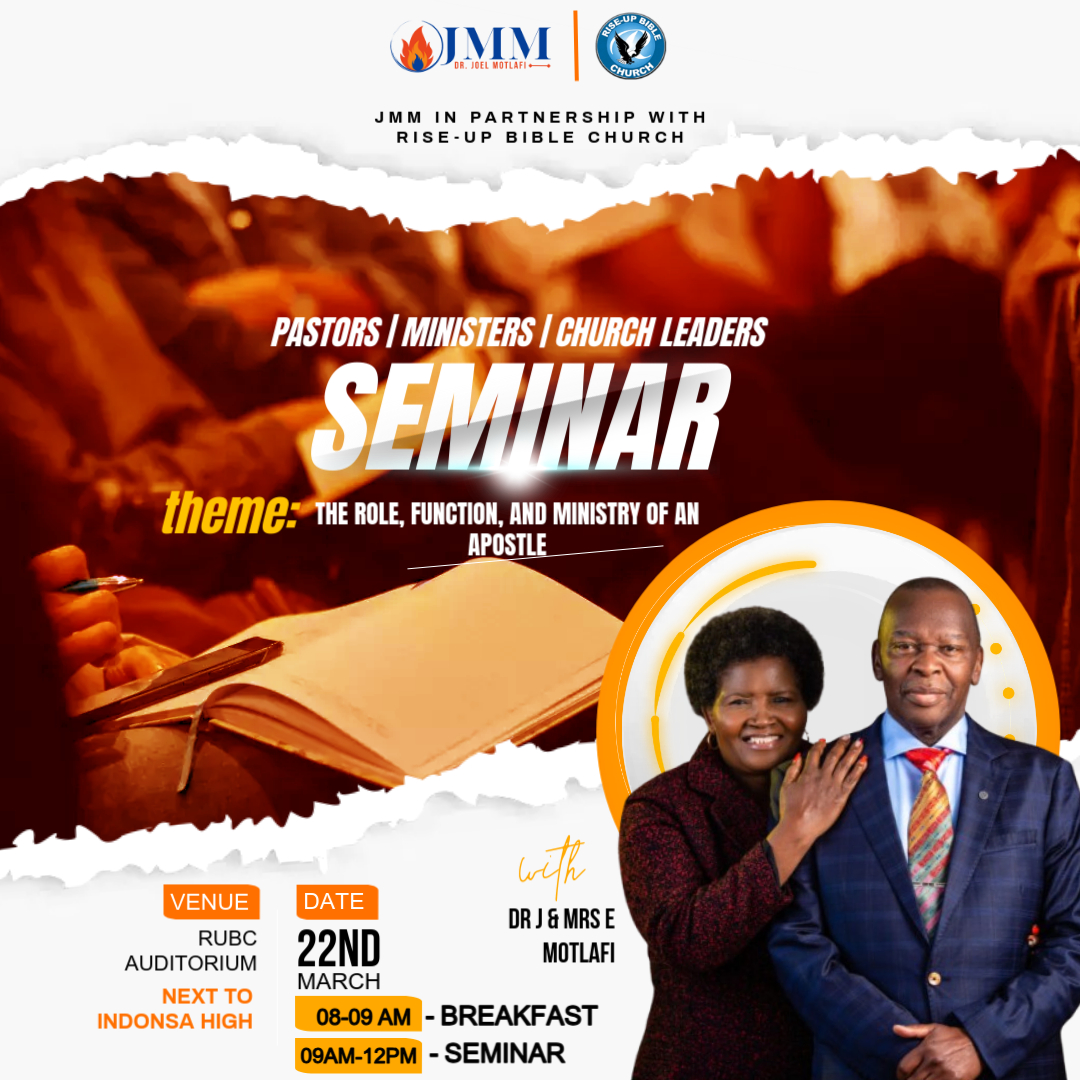 JMM
DR. JOEL MOTLAFI
RISE-UP BIBLE
CHURCH
JMM IN PARTNERSHIP WITH
RISE-UP BIBLE CHURCH
PASTORS | MINISTERS | CHURCH LEADERS
SEMINAR
theme: THE ROLE, FUNCTION, AND MINISTRY OF AN
APOSTLE
with
DR J & MRS E
MOTLAFI
VENUE
RUBC
AUDITORIUM
NEXT TO
INDONSA HIGH
DATE
22ND
MARCH
08-09 AM - BREAKFAST
09AM-12PM - SEMINAR